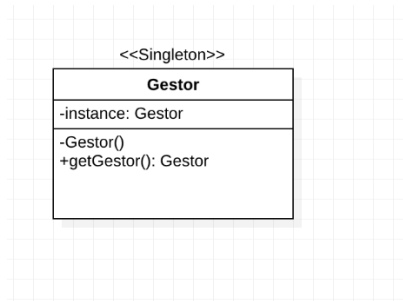 <<Singleton>>
Gestor
-instance: Gestor
-Gestor()
+getGestor(): Gestor